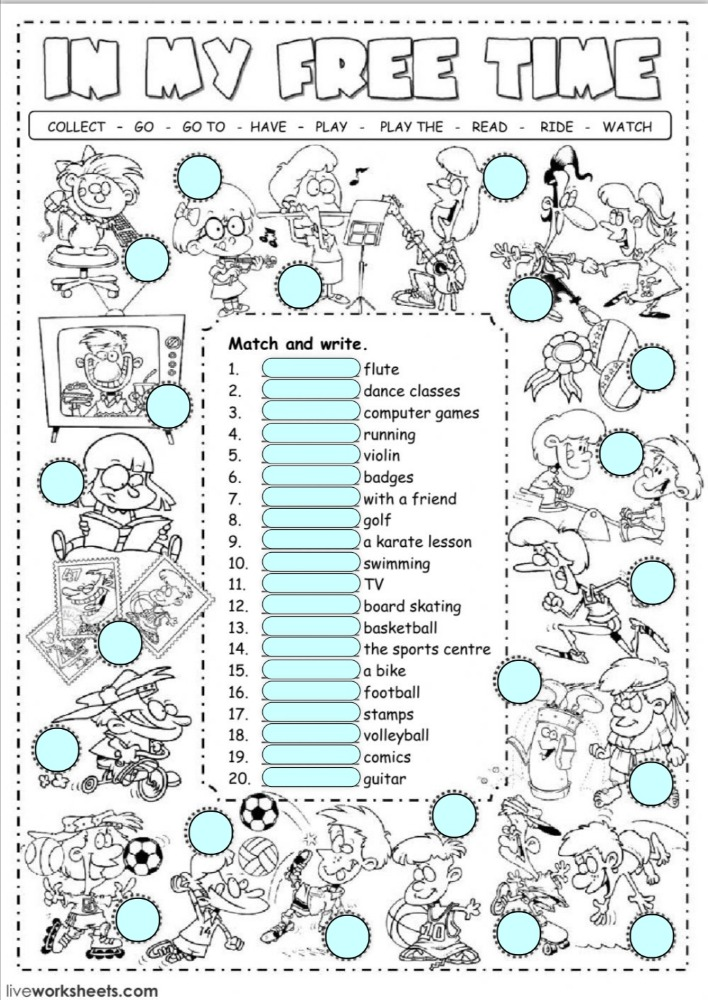 IN MY FREE TIME
COLLECT - GO - GO TO - HAVE - PLAY - PLAY THE - READ - RIDE - WATCH
Match and write.
1. flute
2. dance classes
3. computer games
4. running
5. violin
6. badges
7. with a friend
8. golf
9. a karate lesson
10. swimming
11. TV
12. board skating
13. basketball
14. the sports centre
15. a bike
16. football
17. stamps
18. volleyball
19. comics
20. guitar
14
10
liveworksheets.com